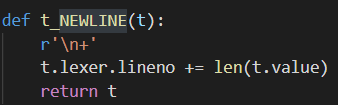 def t_NEWLINE(t):
    r'\n+'
    t.lexer.lineno += len(t.value)
    return t